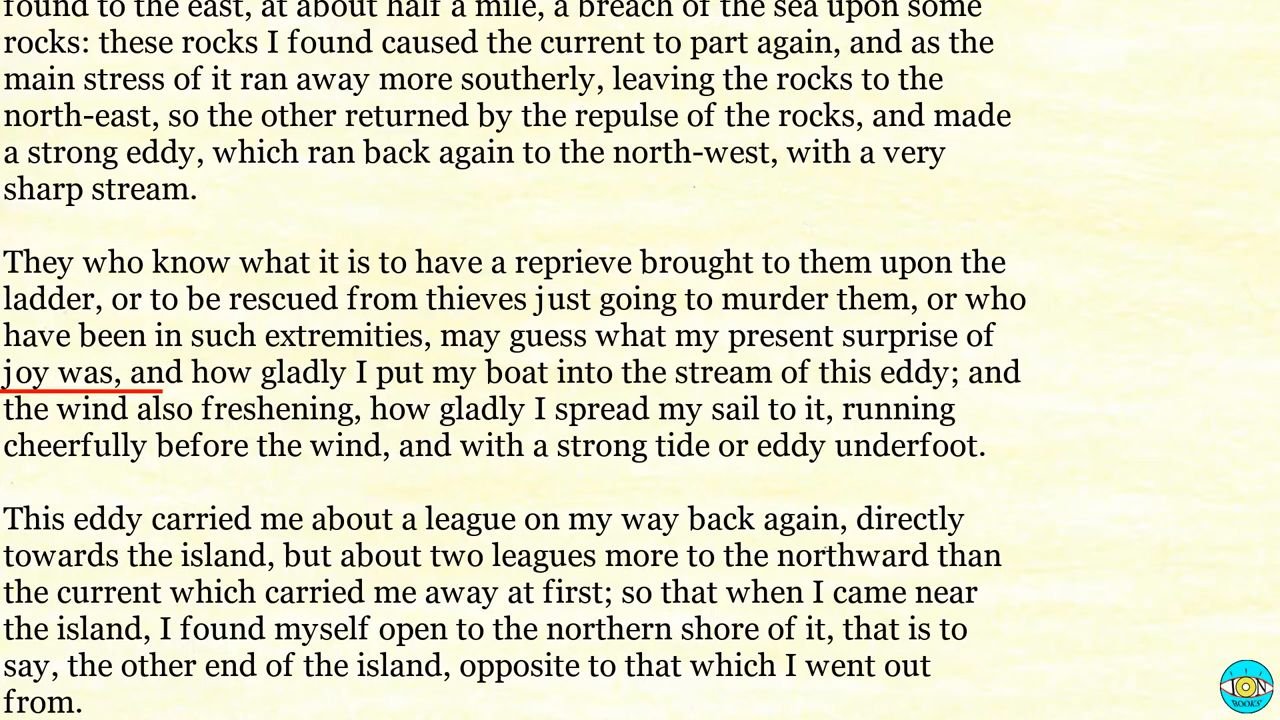 found to the east, at about half a mile, a breach of the sea upon some
rocks: these rocks I found caused the current to part again, and as the
main stress of it ran away more southerly, leaving the rocks to the
north-east, so the other returned by the repulse of the rocks, and made
a strong eddy, which ran back again to the north-west, with a very
sharp stream.
They who know what it is to have a reprieve brought to them upon the
ladder, or to be rescued from thieves just going to murder them, or who
have been in such extremities, may guess what my present surprise of
joy was, and how gladly I put my boat into the stream of this eddy; and
the wind also freshening, how gladly I spread my sail to it, running
cheerfully before the wind, and with a strong tide or eddy underfoot.
This eddy carried me about a league on my way back again, directly
towards the island, but about two leagues more to the northward than
the current which carried me away at first; so that when I came near
the island, I found myself open to the northern shore of it, that is to
say, the other end of the island, opposite to that which I went out
from.
ION
BOOKS